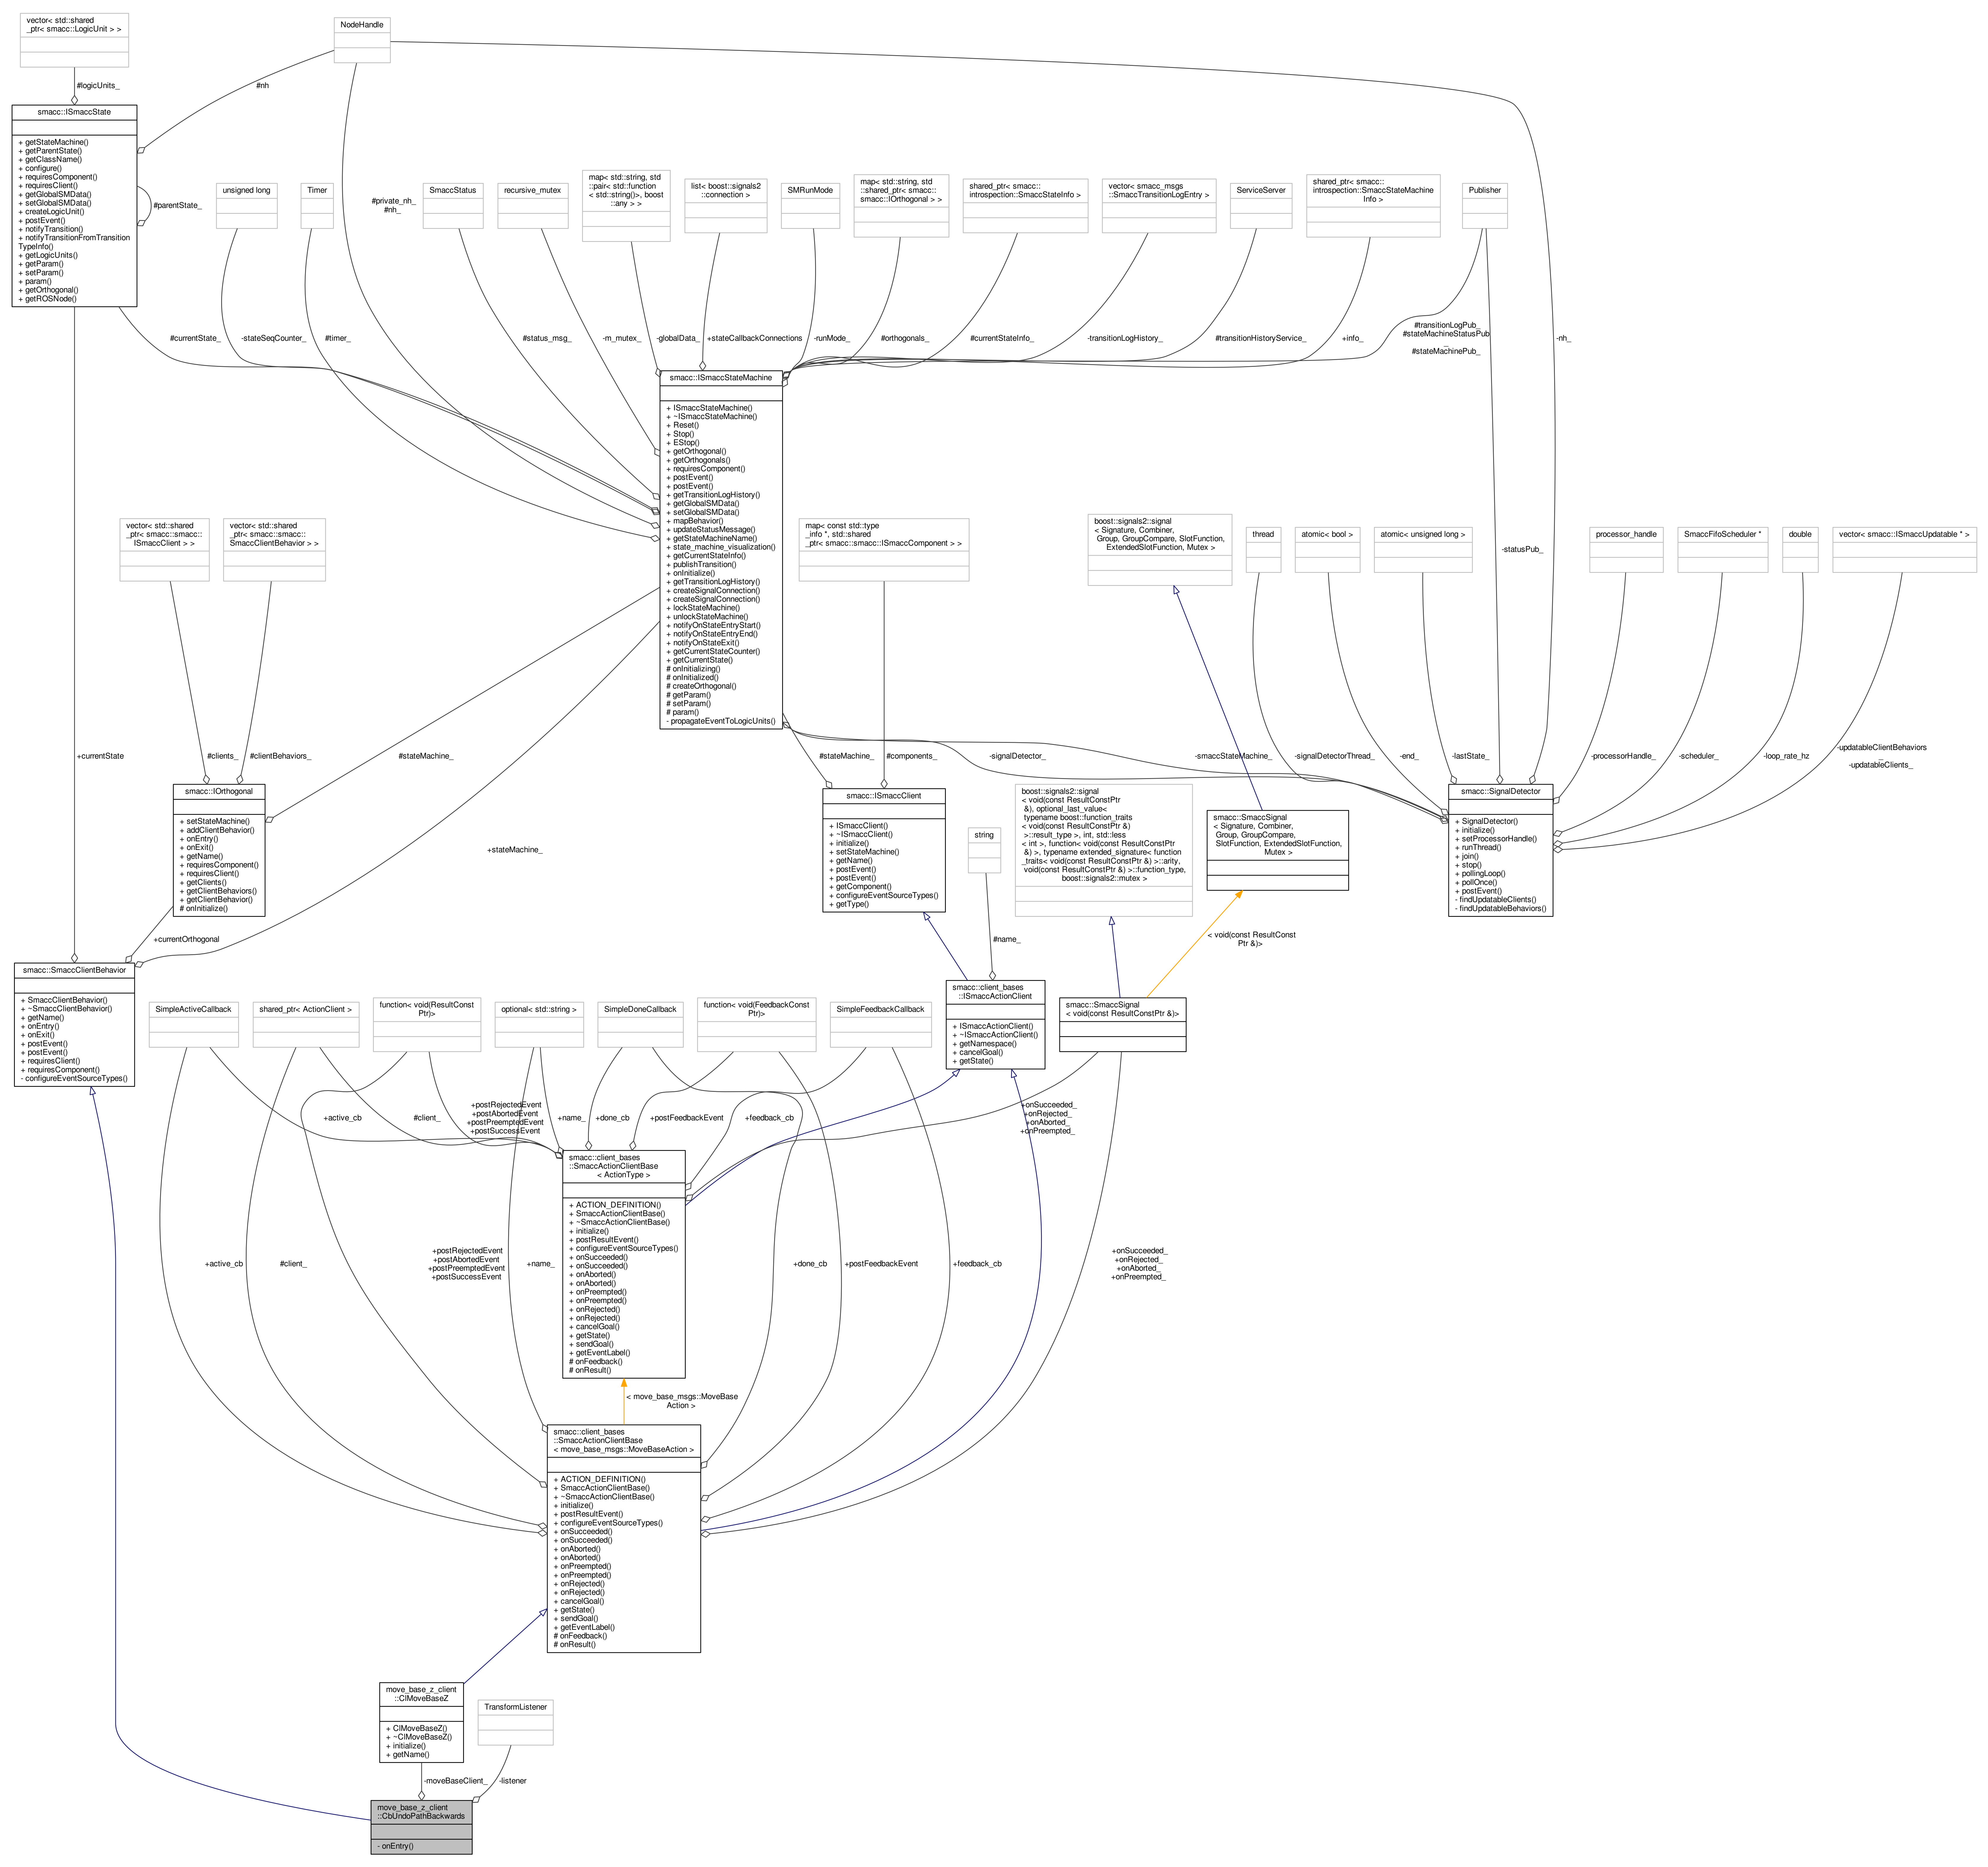 vector< std::shared
_ptr< smacc::LogicUnit > >
NodeHandle
#logicUnits_
#nh
smacc::ISmaccState
+ getStateMachine()
+ getParentState()
+ getClassName()
+ configure()
+ requiresComponent()
+ requiresClient()
+ getGlobalSMData()
+ setGlobalSMData()
+ createLogicUnit()
+ postEvent()
+ notifyTransition()
+ notifyTransitionFromTransition
TypeInfo()
+ getLogicUnits()
+ getParam()
+ setParam()
+ param()
+ getOrthogonal()
+ getROSNode()
#parentState_
unsigned long
Timer
#private_nh_
#nh_
SmaccStatus
recursive_mutex
map< std::string, std
::pair< std::function
< std::string()>, boost
::any > >
list< boost::signals2
::connection >
SMRunMode
map< std::string, std
::shared_ptr< smacc::
smacc::IOrthogonal > >
shared_ptr< smacc::
introspection::SmaccStateInfo >
vector< smacc_msgs
::SmaccTransitionLogEntry >
ServiceServer
shared_ptr< smacc::
introspection::SmaccStateMachine
Info >
Publisher
#currentState_
-stateSeqCounter_
#timer_
#status_msg_
-m_mutex_
-globalData_
+stateCallbackConnections
-runMode_
#orthogonals_
#currentStateInfo_
-transitionLogHistory_
#transitionHistoryService_
+info_
#transitionLogPub_
#stateMachineStatusPub
_
#stateMachinePub_
-nh_
smacc::ISmaccStateMachine
+ ISmaccStateMachine()
+ ~ISmaccStateMachine()
+ Reset()
+ Stop()
+ EStop()
+ getOrthogonal()
+ getOrthogonals()
+ requiresComponent()
+ postEvent()
+ postEvent()
+ getTransitionLogHistory()
+ getGlobalSMData()
+ setGlobalSMData()
+ mapBehavior()
+ updateStatusMessage()
+ getStateMachineName()
+ state_machine_visualization()
+ getCurrentStateInfo()
+ publishTransition()
+ onInitialize()
+ getTransitionLogHistory()
+ createSignalConnection()
+ createSignalConnection()
+ lockStateMachine()
+ unlockStateMachine()
+ notifyOnStateEntryStart()
+ notifyOnStateEntryEnd()
+ notifyOnStateExit()
+ getCurrentStateCounter()
+ getCurrentState()
# onInitializing()
# onInitialized()
# createOrthogonal()
# getParam()
# setParam()
# param()
- propagateEventToLogicUnits()
vector< std::shared
_ptr< smacc::smacc::
ISmaccClient > >
vector< std::shared
_ptr< smacc::smacc::
SmaccClientBehavior > >
map< const std::type
_info *, std::shared
_ptr< smacc::smacc::ISmaccComponent > >
boost::signals2::signal
< Signature, Combiner,
Group, GroupCompare, SlotFunction,
ExtendedSlotFunction, Mutex >
thread
atomic< bool >
atomic< unsigned long >
-statusPub_
processor_handle
SmaccFifoScheduler *
double
vector< smacc::ISmaccUpdatable * >
+currentState
#clients_
#clientBehaviors_
#stateMachine_
#stateMachine_
#components_
-signalDetector_
-smaccStateMachine_
-signalDetectorThread_
-end_
-lastState_
-processorHandle_
-scheduler_
-loop_rate_hz
-updatableClientBehaviors
_
-updatableClients_
smacc::IOrthogonal
+ setStateMachine()
+ addClientBehavior()
+ onEntry()
+ onExit()
+ getName()
+ requiresComponent()
+ requiresClient()
+ getClients()
+ getClientBehaviors()
+ getClientBehavior()
# onInitialize()
+stateMachine_
smacc::ISmaccClient
+ ISmaccClient()
+ ~ISmaccClient()
+ initialize()
+ setStateMachine()
+ getName()
+ postEvent()
+ postEvent()
+ getComponent()
+ configureEventSourceTypes()
+ getType()
string
boost::signals2::signal
< void(const ResultConstPtr
&), optional_last_value<
typename boost::function_traits
< void(const ResultConstPtr &)
>::result_type >, int, std::less
< int >, function< void(const ResultConstPtr
&) >, typename extended_signature< function
_traits< void(const ResultConstPtr &) >::arity,
void(const ResultConstPtr &) >::function_type,
boost::signals2::mutex >
smacc::SmaccSignal
< Signature, Combiner,
Group, GroupCompare,
SlotFunction, ExtendedSlotFunction,
Mutex >
smacc::SignalDetector
+ SignalDetector()
+ initialize()
+ setProcessorHandle()
+ runThread()
+ join()
+ stop()
+ pollingLoop()
+ pollOnce()
+ postEvent()
- findUpdatableClients()
- findUpdatableBehaviors()
+currentOrthogonal
#name_
< void(const ResultConst
Ptr &)>
smacc::SmaccClientBehavior
+ SmaccClientBehavior()
+ ~SmaccClientBehavior()
+ getName()
+ onEntry()
+ onExit()
+ postEvent()
+ postEvent()
+ requiresClient()
+ requiresComponent()
- configureEventSourceTypes()
SimpleActiveCallback
shared_ptr< ActionClient >
function< void(ResultConst
Ptr)>
optional< std::string >
SimpleDoneCallback
function< void(FeedbackConst
Ptr)>
SimpleFeedbackCallback
smacc::client_bases
::ISmaccActionClient
+ ISmaccActionClient()
+ ~ISmaccActionClient()
+ getNamespace()
+ cancelGoal()
+ getState()
smacc::SmaccSignal
< void(const ResultConstPtr &)>
+active_cb
#client_
+postRejectedEvent
+postAbortedEvent
+postPreemptedEvent
+postSuccessEvent
+name_
+done_cb
+postFeedbackEvent
+feedback_cb
+onSucceeded_
+onRejected_
+onAborted_
+onPreempted_
smacc::client_bases
::SmaccActionClientBase
< ActionType >
+ ACTION_DEFINITION()
+ SmaccActionClientBase()
+ ~SmaccActionClientBase()
+ initialize()
+ postResultEvent()
+ configureEventSourceTypes()
+ onSucceeded()
+ onSucceeded()
+ onAborted()
+ onAborted()
+ onPreempted()
+ onPreempted()
+ onRejected()
+ onRejected()
+ cancelGoal()
+ getState()
+ sendGoal()
+ getEventLabel()
# onFeedback()
# onResult()
+active_cb
#client_
+postRejectedEvent
+postAbortedEvent
+postPreemptedEvent
+postSuccessEvent
+name_
+done_cb
+postFeedbackEvent
+feedback_cb
+onSucceeded_
+onRejected_
+onAborted_
+onPreempted_
< move_base_msgs::MoveBase
Action >
smacc::client_bases
::SmaccActionClientBase
< move_base_msgs::MoveBaseAction >
+ ACTION_DEFINITION()
+ SmaccActionClientBase()
+ ~SmaccActionClientBase()
+ initialize()
+ postResultEvent()
+ configureEventSourceTypes()
+ onSucceeded()
+ onSucceeded()
+ onAborted()
+ onAborted()
+ onPreempted()
+ onPreempted()
+ onRejected()
+ onRejected()
+ cancelGoal()
+ getState()
+ sendGoal()
+ getEventLabel()
# onFeedback()
# onResult()
move_base_z_client
::ClMoveBaseZ
+ ClMoveBaseZ()
+ ~ClMoveBaseZ()
+ initialize()
+ getName()
TransformListener
-moveBaseClient_
-listener
move_base_z_client
::CbUndoPathBackwards
- onEntry()